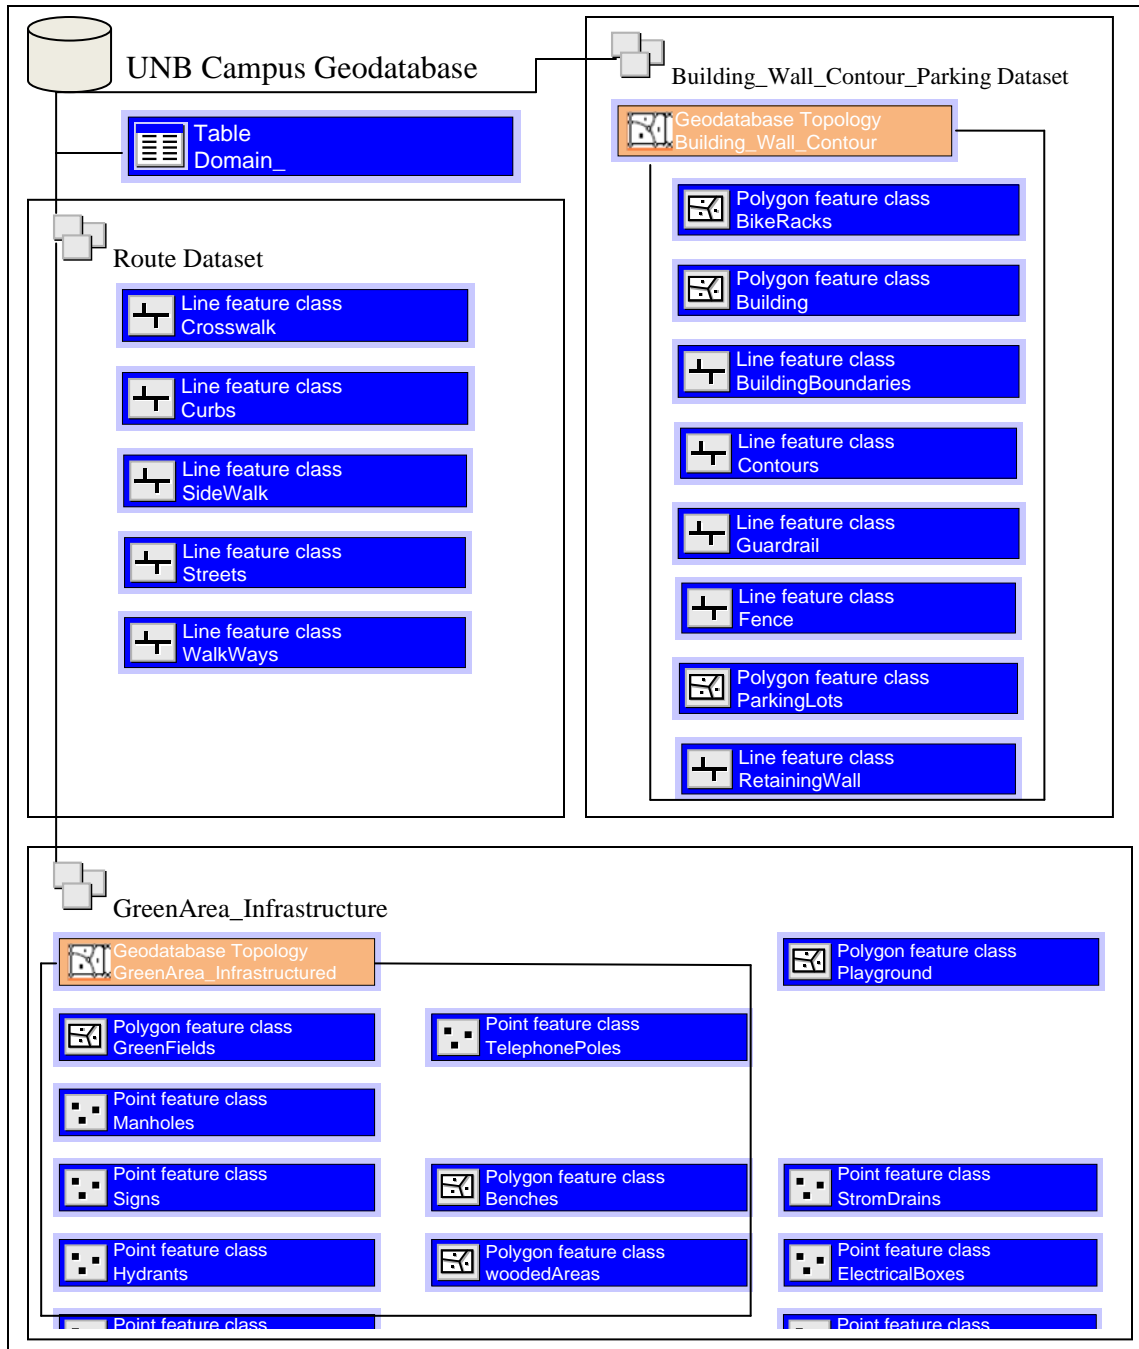 UNB Campus Geodatabase
Table
Domain_
Route Dataset
Line feature class
Crosswalk
Line feature class
Curbs
Line feature class
SideWalk
Line feature class
Streets
Line feature class
WalkWays
Building_Wall_Contour_Parking Dataset
Geodatabase Topology
Building_Wall_Contour
Polygon feature class
BikeRacks
Polygon feature class
Building
Line feature class
BuildingBoundaries
Line feature class
Contours
Line feature class
Guardrail
Line feature class
Fence
Polygon feature class
ParkingLots
Line feature class
RetainingWall
GreenArea_Infrastructure
Geodatabase Topology
GreenArea_Infrastructured
Polygon feature class
GreenFields
Point feature class
Manholes
Point feature class
Signs
Point feature class
Hydrants
Point feature class
Point feature class
TelephonePoles
Polygon feature class
Benches
Polygon feature class
woodedAreas
Polygon feature class
Playground
Point feature class
StromDrains
Point feature class
ElectricalBoxes
Point feature class